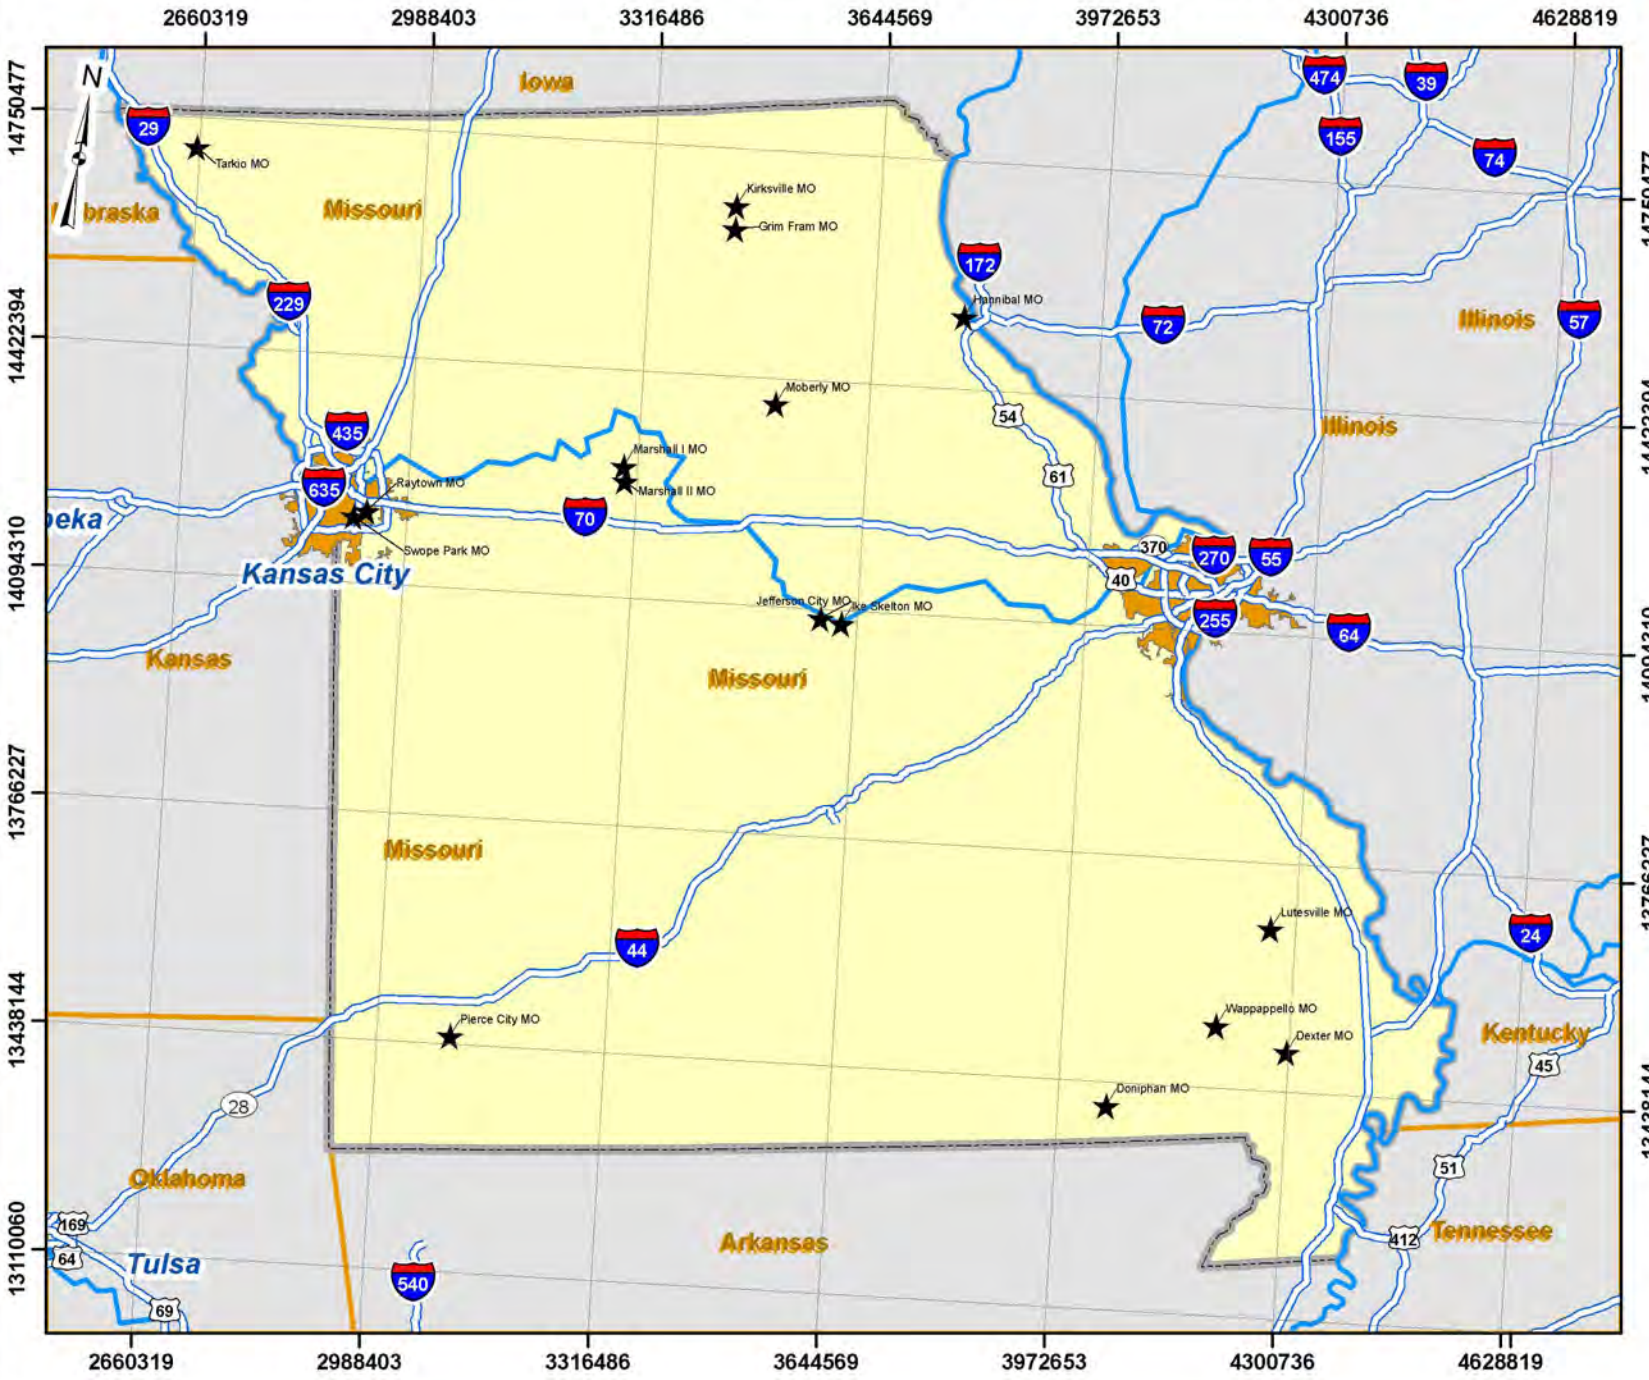 2660319 2988403 3316486 3644569 3972653 4300736 4628819
14750477
14422394
14094310
13766227
13438144
13110060
N
Iowa
474
39
29
155
74
Tarkio MO
braska
Missouri
Kirksville MO
Grim Fram MO
172
229
Hannibal MO
72
Illinois
57
Moberly MO
54
Illinois
435
Marshall I MO
61
635
Raytown MO
Marshall II MO
70
peka
Swope Park MO
370
270
55
Kansas City
40
Jefferson City MO
Ike Skelton MO
255
64
Kansas
Missouri
Missouri
Lutesville MO
24
44
Pierce City MO
Wappappello MO
Dexter MO
Kentucky
45
Doniphan MO
28
51
Oklahoma
169
64
Tulsa
Arkansas
412
Tennessee
540
69
2660319 2988403 3316486 3644569 3972653 4300736 4628819